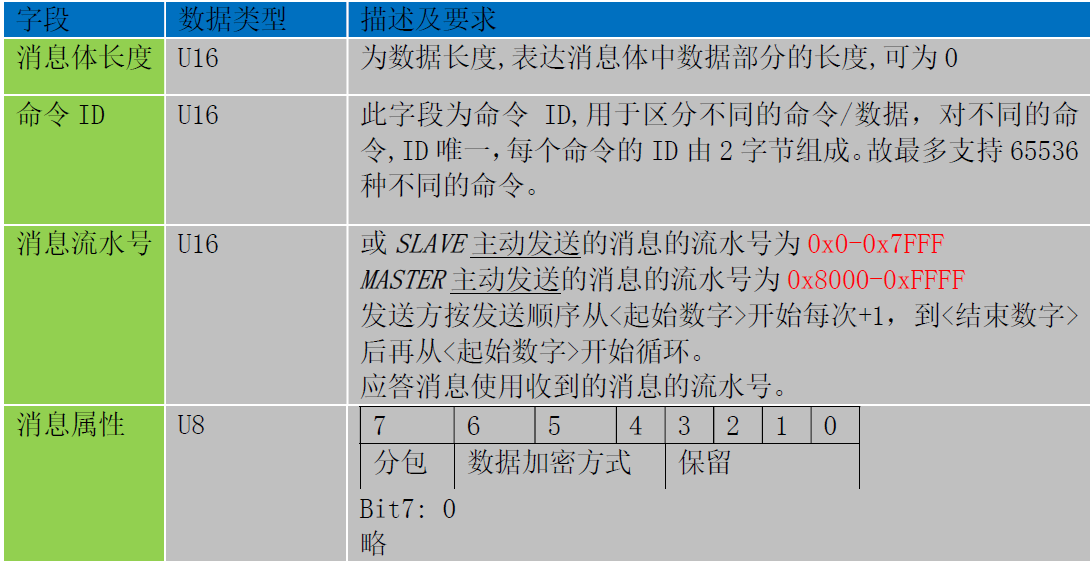 字段 数据类型 描述及要求
消息体长度 U16 为数据长度,表达消息体中数据部分的长度,可为0
命令 ID U16 此字段为命令 ID,用于区分不同的命令/数据，对不同的命
令,ID唯一,每个命令的ID由2字节组成。故最多支持65536
种不同的命令。
消息流水号 U16 或 SLAVE 主动发送的消息的流水号为 0x0-0x7FFF
MASTER 主动发送的消息的流水号为 0x8000-0xFFFF
发送方按发送顺序从<起始数字>开始每次+1，到<结束数字>
后再从<起始数字>开始循环。
应答消息使用收到的消息的流水号。
消息属性 U8 7 6 5 4 3 2 1 0
分包 数据加密方式 保留
Bit7: 0
略